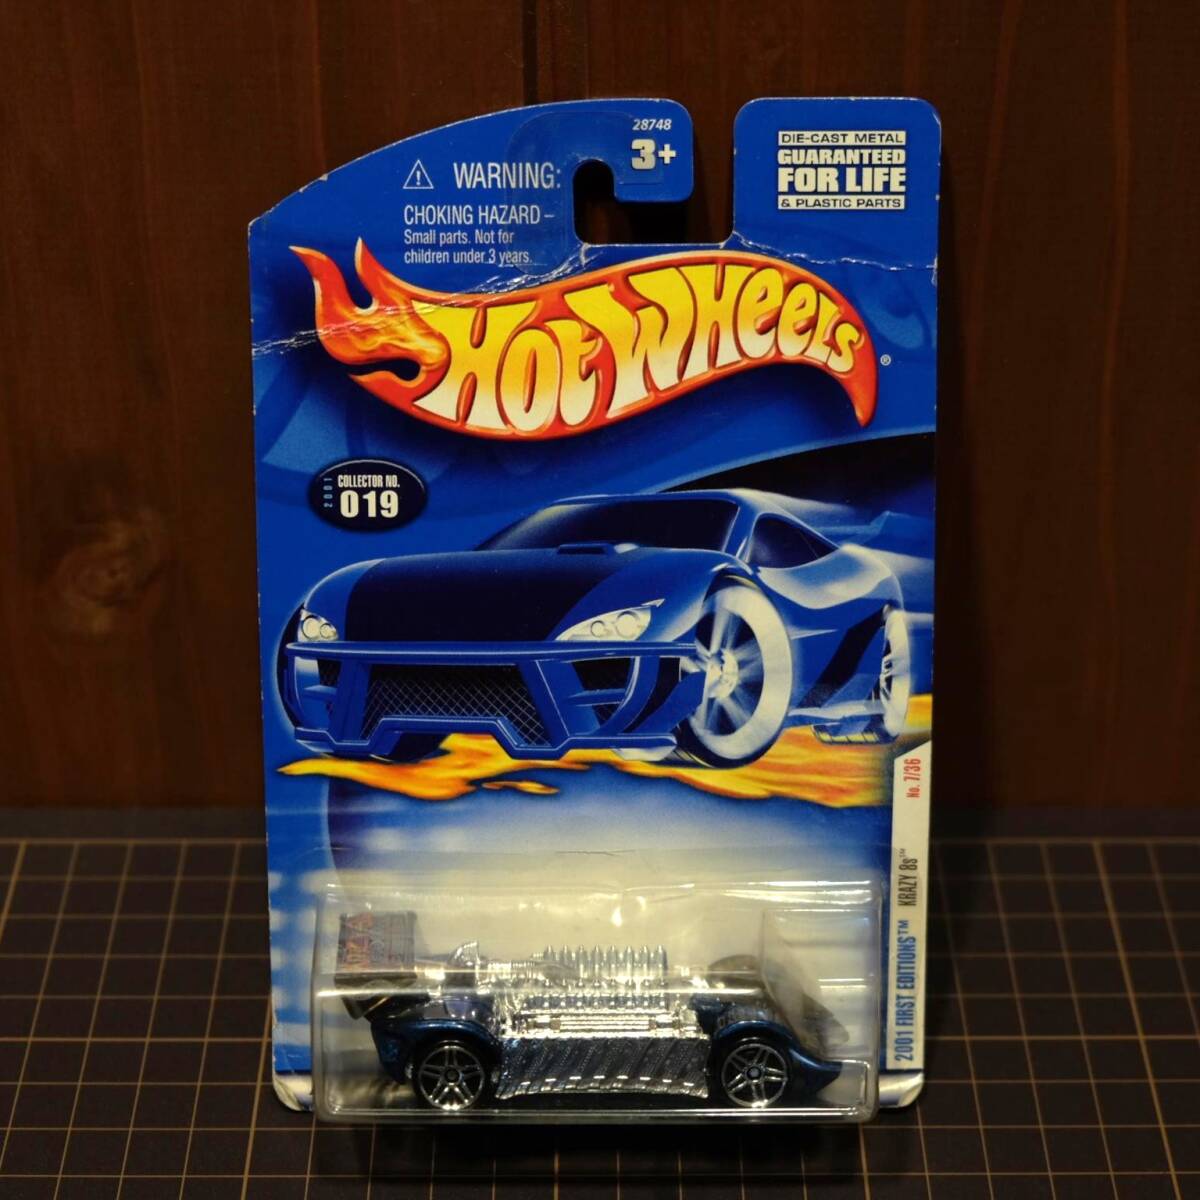 28748
3+
WARNING:
CHOKING HAZARD –
Small parts. Not for
children under 3 years.
DIE-CAST METAL
GUARANTEED
FOR LIFE
& PLASTIC PARTS
HOT WHEELS®
2001
COLLECTOR NO.
019
No. 7/36
2001 FIRST EDITIONS™ KRAZY 8s™